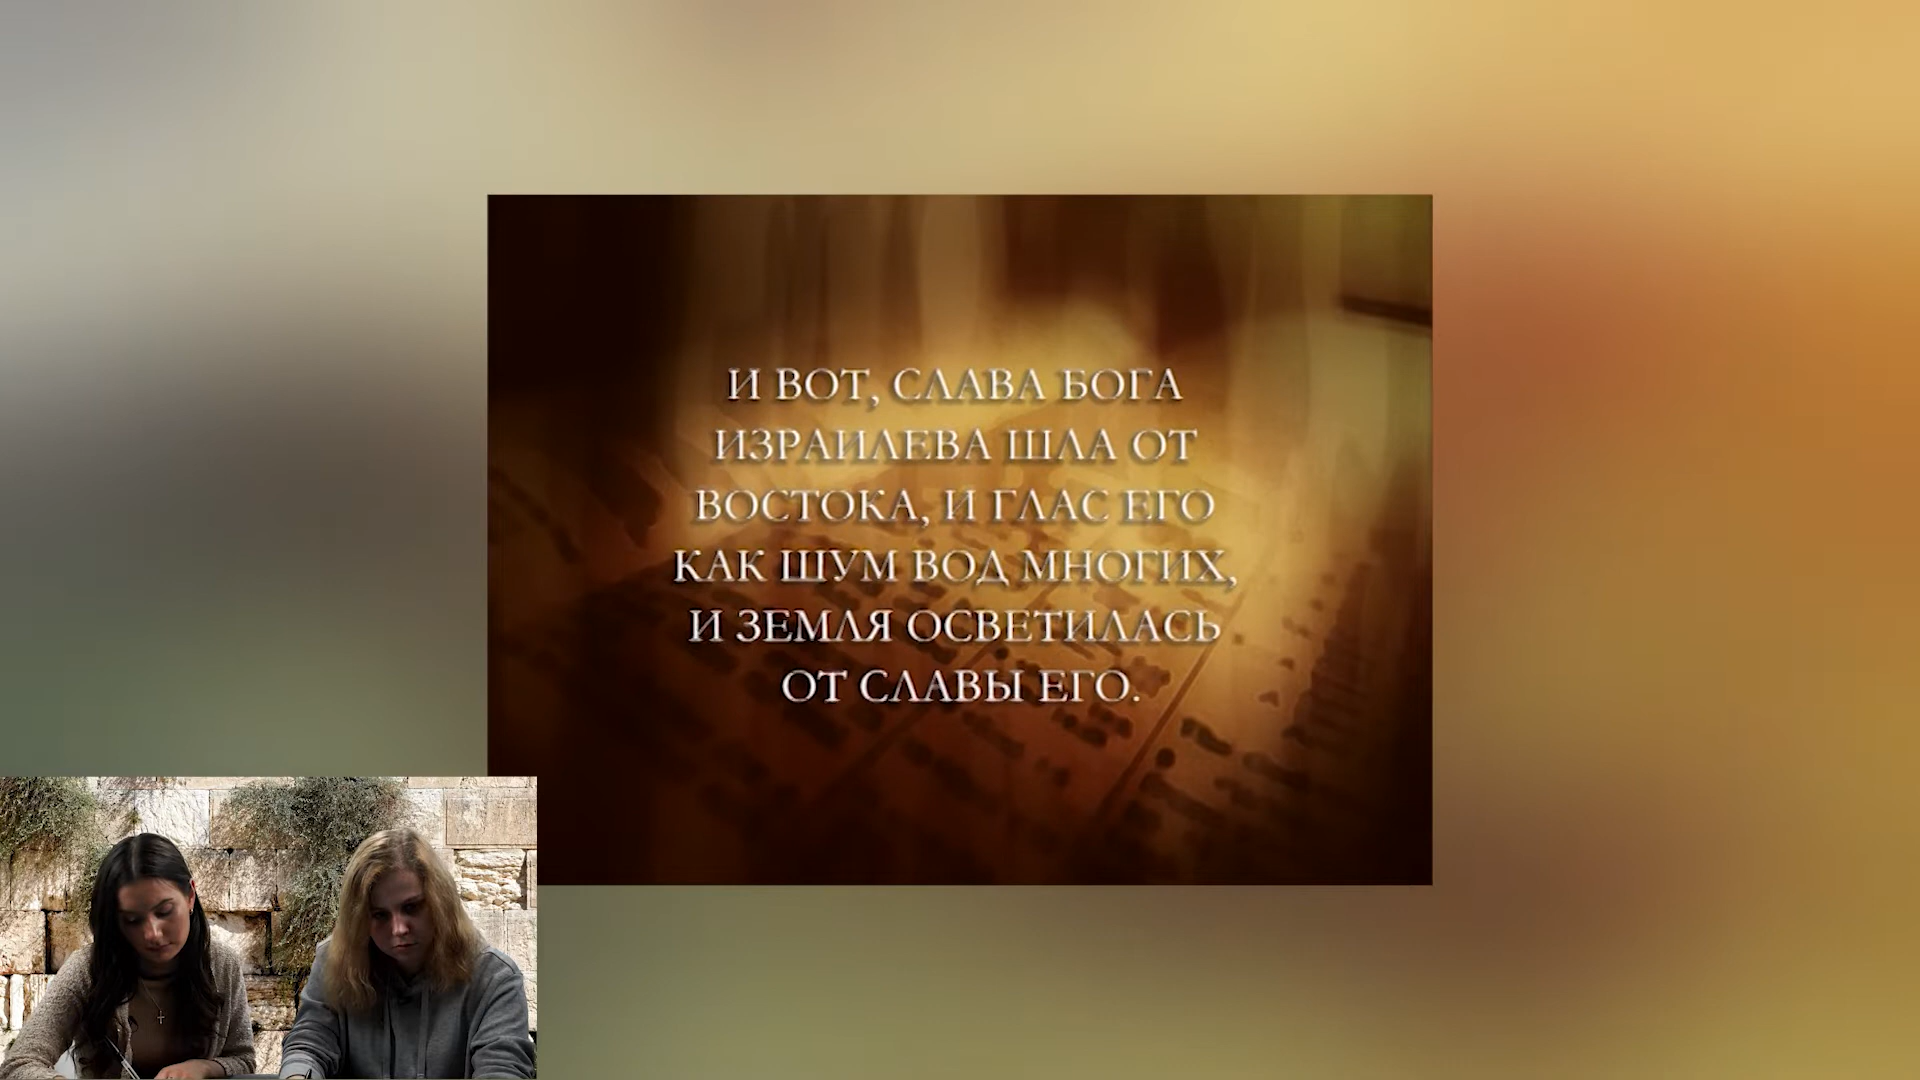 И ВОТ, СЛАВА БОГА
ИЗРАИЛЕВА ШЛА ОТ
ВОСТОКА, И ГЛАС ЕГО
КАК ШУМ ВОД МНОГИХ,
И ЗЕМЛЯ ОСВЕТИЛАСЬ
ОТ СЛАВЫ ЕГО.